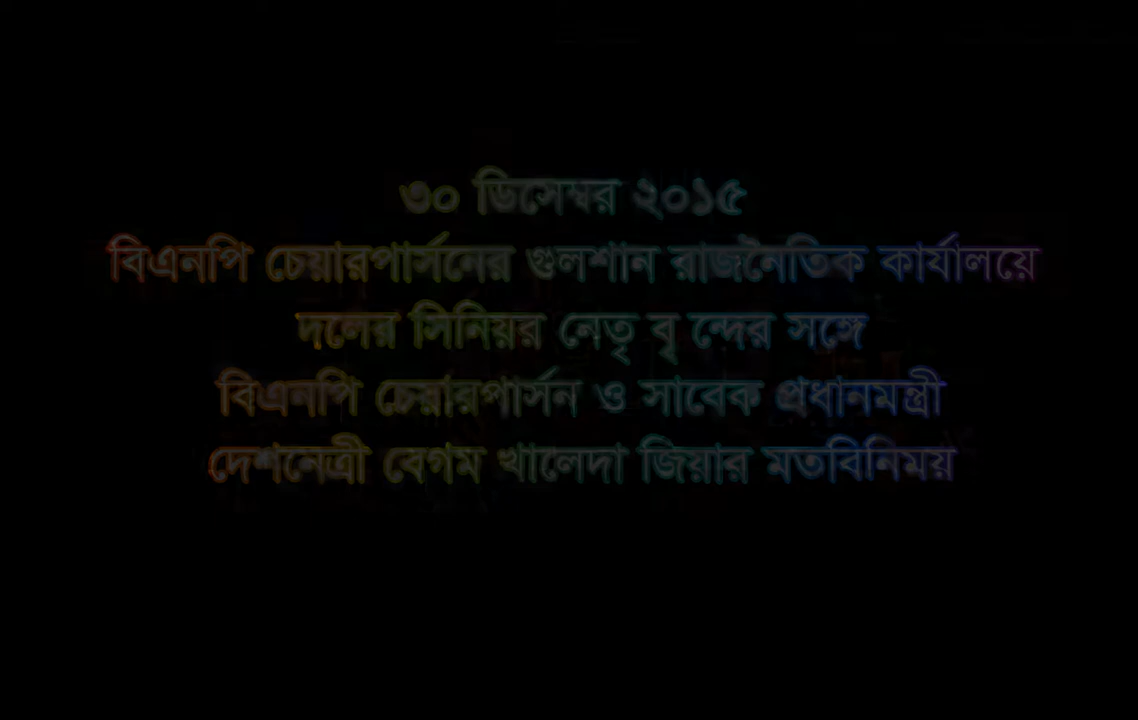 ৩০ ডিসেম্বর ২০১৫
বিএনপি চেয়ারপার্সনের গুলশান রাজনৈতিক কার্যালয়ে
দলের সিনিয়র নেতৃ বৃ ন্দের সঙ্গে
বিএনপি চেয়ারপার্সন ও সাবেক প্রধানমন্ত্রী
দেশনেত্রী বেগম খালেদা জিয়ার মতবিনিময়